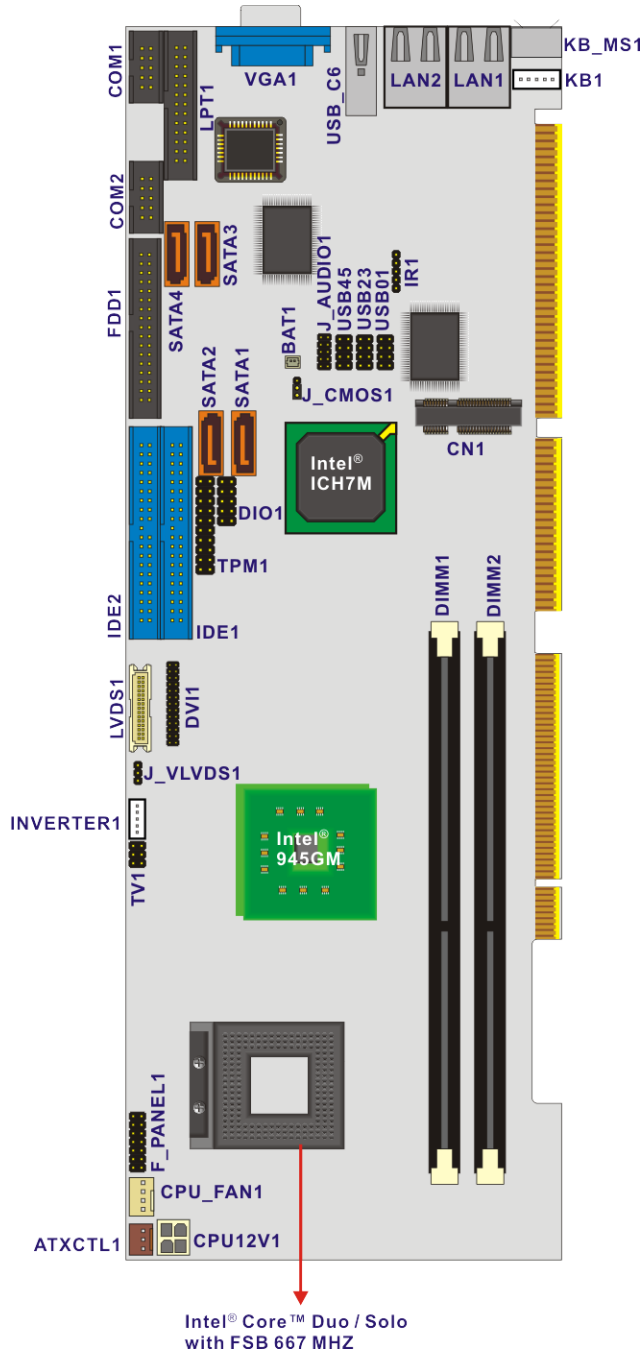 COM1
LPT1
VGA1
USB_C6
LAN2
LAN1
KB_MS1
KB1
COM2
FDD1
SATA4
SATA3
J_AUDIO1
USB45
USB23
USB01
IR1
BAT1
J_CMOS1
SATA2
SATA1
CN1
Intel®
ICH7M
DIO1
TPM1
IDE2
IDE1
DIMM1
DIMM2
LVDS1
DVI1
J_VLVDS1
INVERTER1
TV1
Intel®
945GM
F_PANEL1
CPU_FAN1
ATXCTL1
CPU12V1
Intel® Core™ Duo / Solo
with FSB 667 MHZ